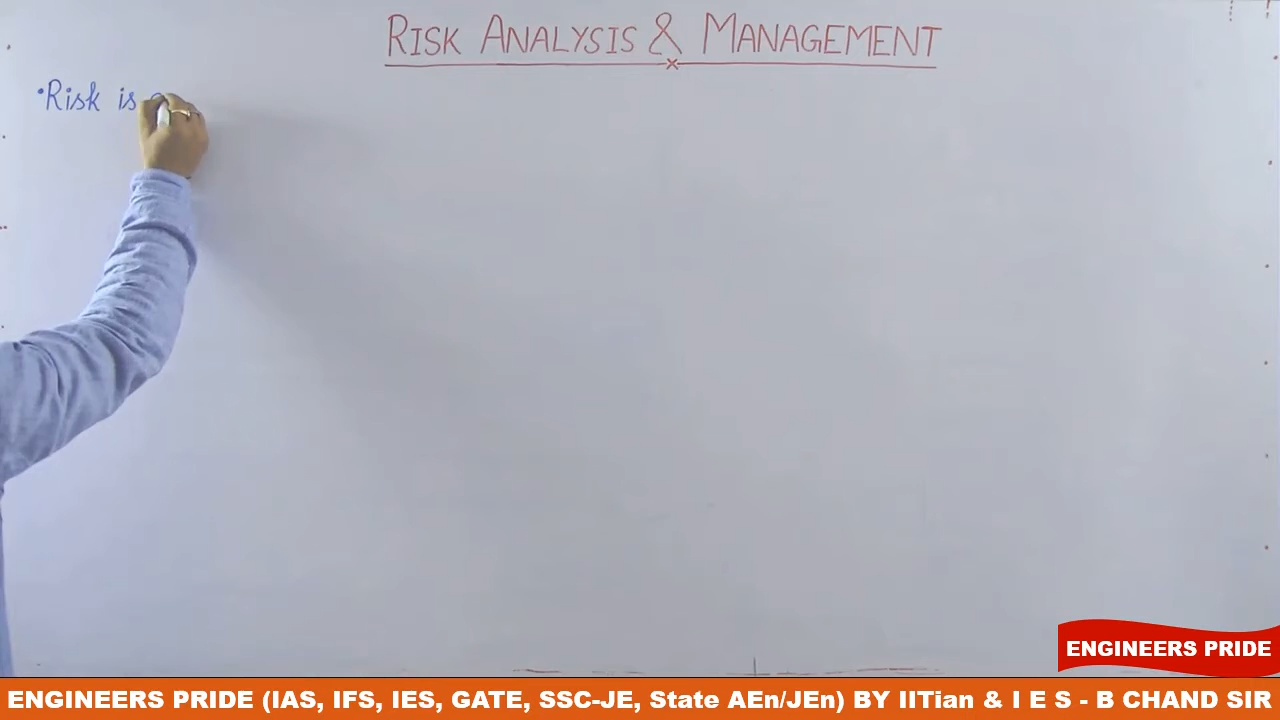 RISK ANALYSIS & MANAGEMENT
•Risk is
ENGINEERS PRIDE
ENGINEERS PRIDE (IAS, IFS, IES, GATE, SSC-JE, State AEn/JEn) BY IITian & I E S - B CHAND SIR